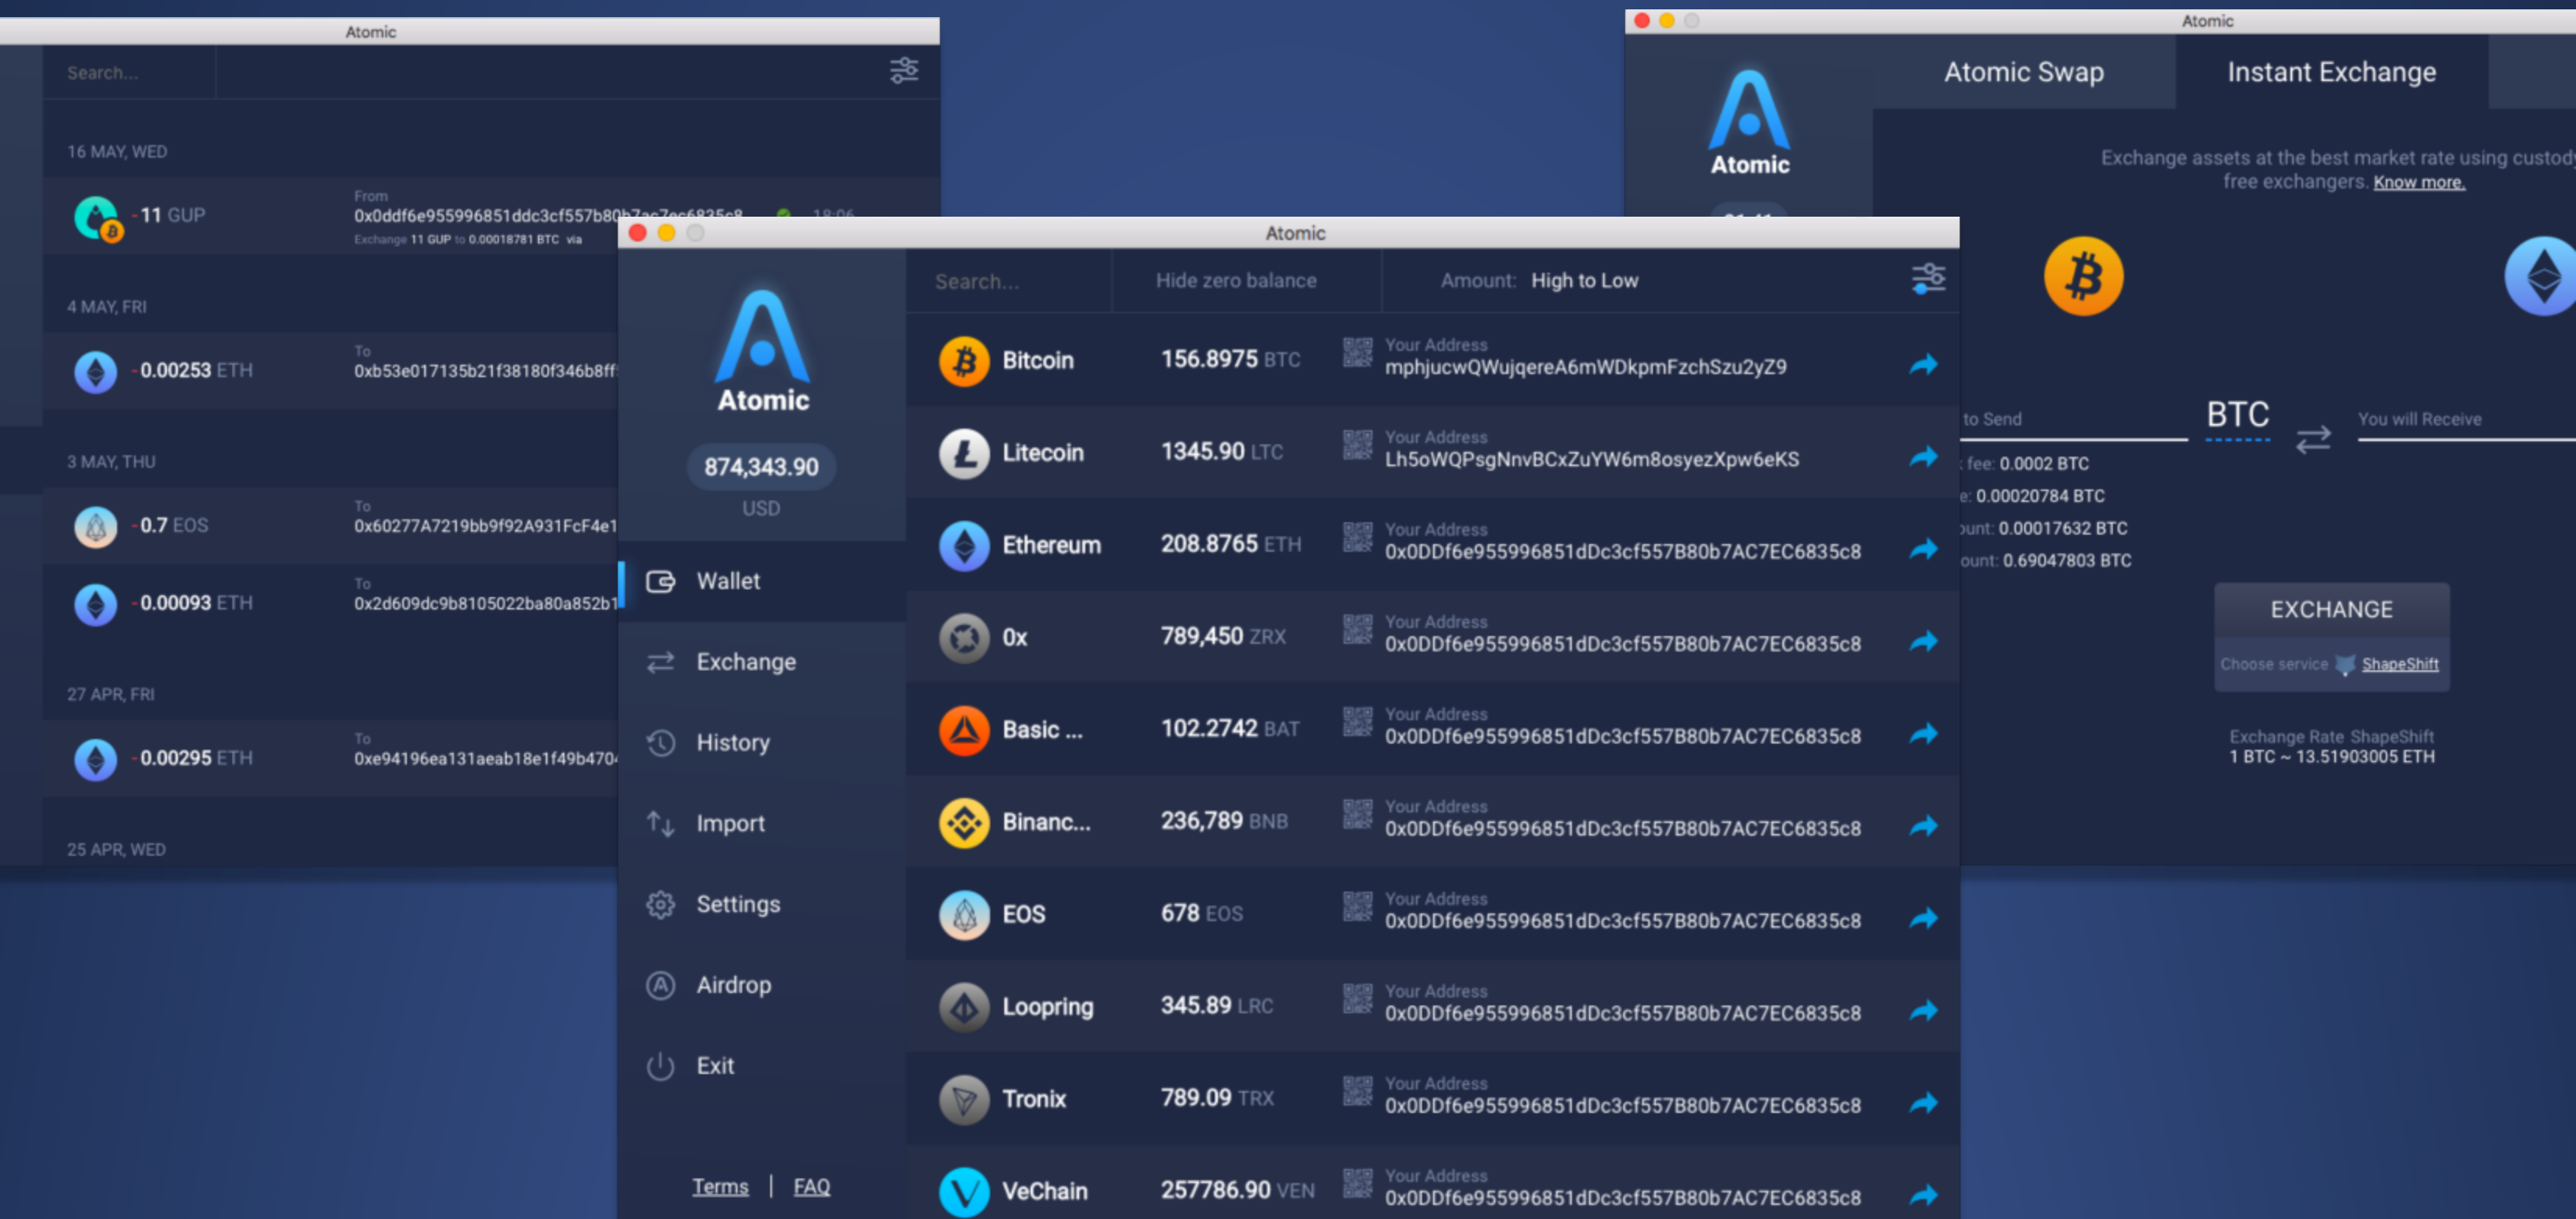 Atomic
Search...
16 MAY, WED
-11 GUP
From
0x0ddf6e955996851ddc3cf557b80b7ac7ec6835c8
18:06
Exchange 11 GUP to 0.00018781 BTC via
4 MAY, FRI
-0.00253 ETH
To
0xb53e017135b21f38180f346b8ff
3 MAY, THU
-0.7 EOS
To
0x60277A7219bb9f92A931FcF4e1
-0.00093 ETH
To
0x2d609dc9b8105022ba80a852b1
27 APR, FRI
-0.00295 ETH
To
0xe94196ea131aeab18e1f49b470
25 APR, WED
Atomic
Atomic
874,343.90
USD
Wallet
Exchange
History
Import
Settings
Airdrop
Exit
Terms | FAQ
Search...
Hide zero balance
Amount: High to Low
Bitcoin 156.8975 BTC
Your Address
mphjucwQWujqereA6mWDkpmFzchSzu2yZ9
Litecoin 1345.90 LTC
Your Address
Lh5oWQPsgNnvBCxZuYW6m8osyezXpw6eKS
Ethereum 208.8765 ETH
Your Address
0x0DDf6e955996851dDc3cf557B80b7AC7EC6835c8
0x 789,450 ZRX
Your Address
0x0DDf6e955996851dDc3cf557B80b7AC7EC6835c8
Basic ... 102.2742 BAT
Your Address
0x0DDf6e955996851dDc3cf557B80b7AC7EC6835c8
Binanc... 236,789 BNB
Your Address
0x0DDf6e955996851dDc3cf557B80b7AC7EC6835c8
EOS 678 EOS
Your Address
0x0DDf6e955996851dDc3cf557B80b7AC7EC6835c8
Loopring 345.89 LRC
Your Address
0x0DDf6e955996851dDc3cf557B80b7AC7EC6835c8
Tronix 789.09 TRX
Your Address
0x0DDf6e955996851dDc3cf557B80b7AC7EC6835c8
VeChain 257786.90 VEN
Your Address
0x0DDf6e955996851dDc3cf557B80b7AC7EC6835c8
Atomic
Atomic
Atomic Swap
Instant Exchange
Exchange assets at the best market rate using custody
free exchangers. Know more.
to Send
BTC
You will Receive
fee: 0.0002 BTC
e: 0.00020784 BTC
ount: 0.00017632 BTC
ount: 0.69047803 BTC
EXCHANGE
Choose service ShapeShift
Exchange Rate ShapeShift
1 BTC ~ 13.51903005 ETH